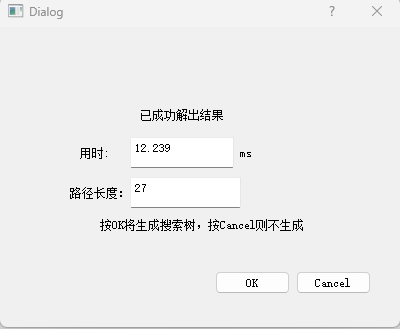 Dialog
已成功解出结果
用时: 12.239 ms
路径长度: 27
按OK将生成搜索树，按Cancel则不生成
OK Cancel